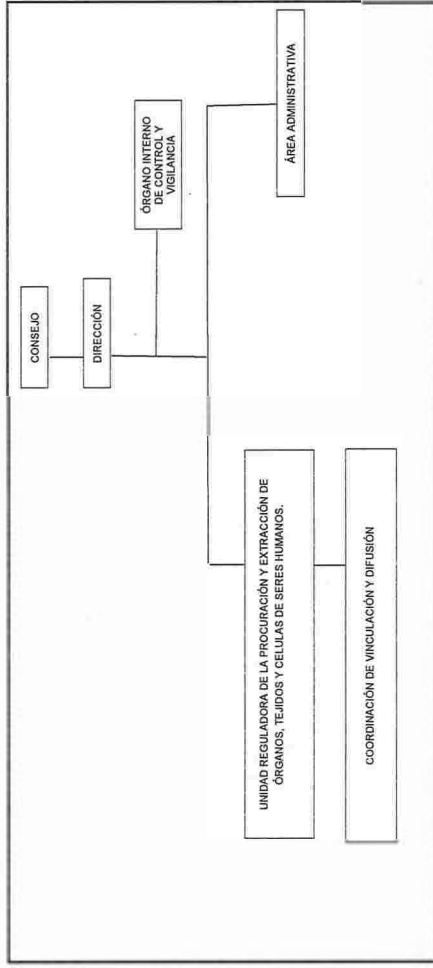 CONSEJO
DIRECCIÓN
ÓRGANO INTERNO
DE CONTROL Y
VIGILANCIA
UNIDAD REGULADORA DE LA PROCURACIÓN Y EXTRACCIÓN DE
ÓRGANOS, TEJIDOS Y CELULAS DE SERES HUMANOS.
ÁREA ADMINISTRATIVA
COORDINACIÓN DE VINCULACIÓN Y DIFUSIÓN